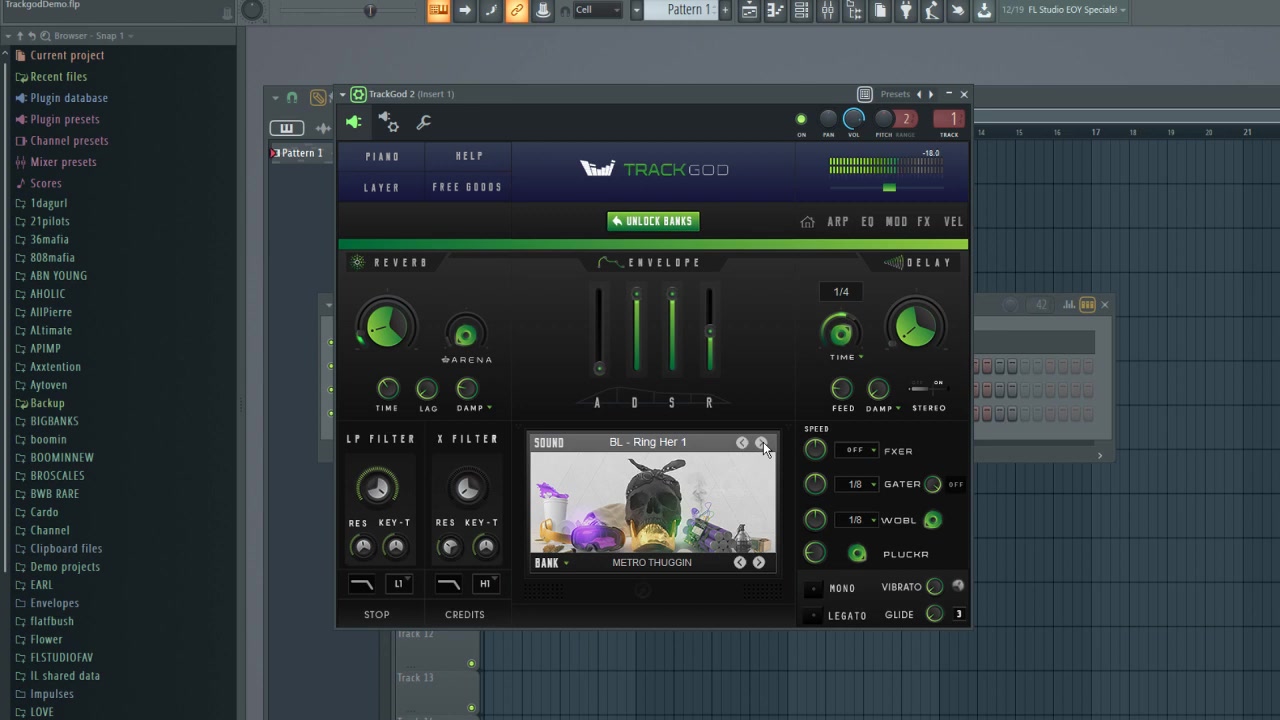 TrackgodDemo.flp
Cell
Pattern 1
12/19 FL Studio EOY Specials!
Browser - Snap 1
Current project
Recent files
Plugin database
Plugin presets
Channel presets
Mixer presets
Scores
1dagurl
21pilots
36mafia
808mafia
ABN YOUNG
AHOLIC
AllPierre
ALtimate
APIMP
Axxtention
Aytoven
Backup
BIGBANKS
boomin
BOOMINNEW
BROSCALES
BWB RARE
Cardo
Channel
Clipboard files
Demo projects
EARL
Envelopes
flatfbush
Flower
FLSTUDIOFAV
IL shared data
Impulses
LOVE
Pattern 1
TrackGod 2 (Insert 1)
Presets
ON PAN VOL PITCH RANGE 2 TRACK 1
PIANO HELP
LAYER FREE GOODS
TRACKGOD
-18.0
UNLOCK BANKS
ARP EQ MOD FX VEL
REVERB ENVELOPE DELAY
1/4
ARENA
TIME
TIME LAG DAMP
A D S R
FEED DAMP STEREO
OFF ON
LP FILTER X FILTER
RES KEY-T RES KEY-T
L1 H1
STOP CREDITS
SOUND BL - Ring Her 1
BANK METRO THUGGIN
SPEED
OFF FXER
1/8 GATER OFF
1/8 WOBL
PLUCKR
MONO VIBRATO
LEGATO GLIDE 3
14 15 16 17 18 19 20 21
42
Track 12
Track 13